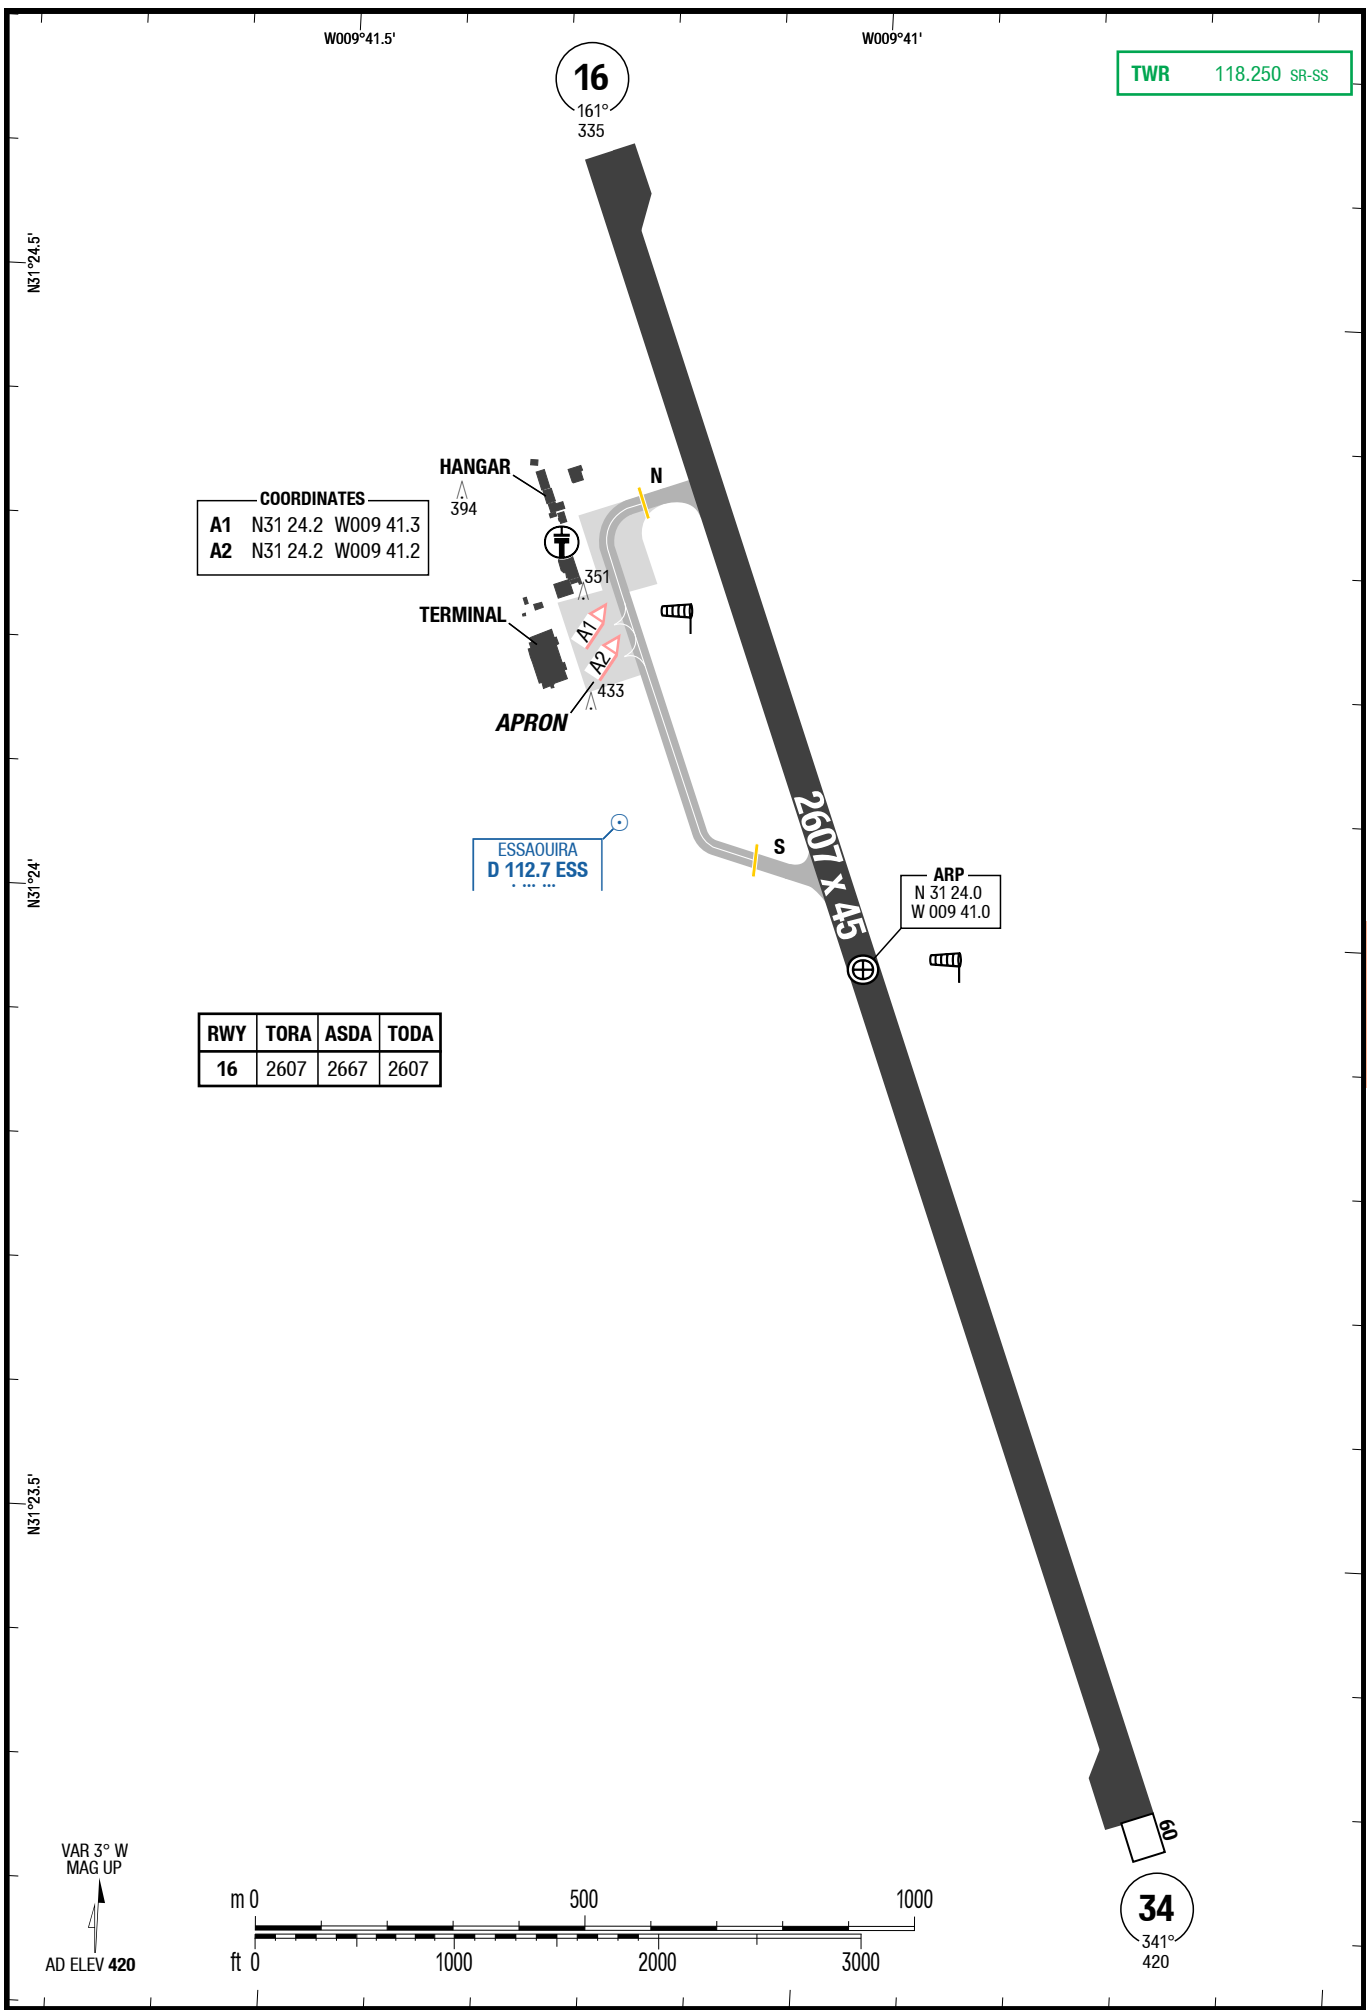 W009°41.5'
W009°41'
16
161°
335
TWR 118.250 SR-SS
N31°24.5'
HANGAR
394
N
COORDINATES
A1 N31 24.2 W009 41.3
A2 N31 24.2 W009 41.2
351
TERMINAL
A1
A2
433
APRON
2607 x 45
S
ESSAOUIRA
D 112.7 ESS
N31°24'
ARP
N 31 24.0
W 009 41.0
RWY TORA ASDA TODA
16 2607 2667 2607
N31°23.5'
60
VAR 3° W
MAG UP
AD ELEV 420
m 0 500 1000
ft 0 1000 2000 3000
34
341°
420